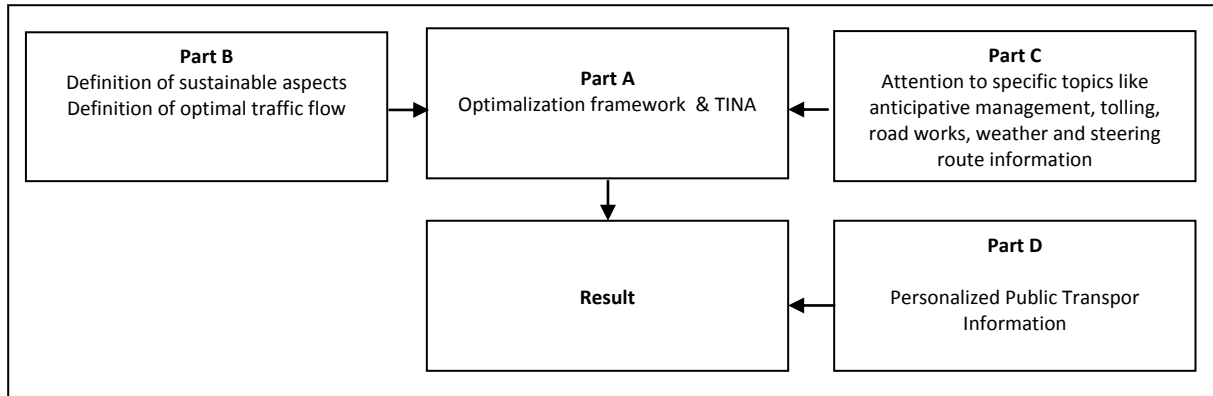 Part B
Definition of sustainable aspects
Definition of optimal traffic flow
Part A
Optimalization framework & TINA
Part C
Attention to specific topics like
anticipative management, tolling,
road works, weather and steering
route information
Result
Part D
Personalized Public Transpor
Information